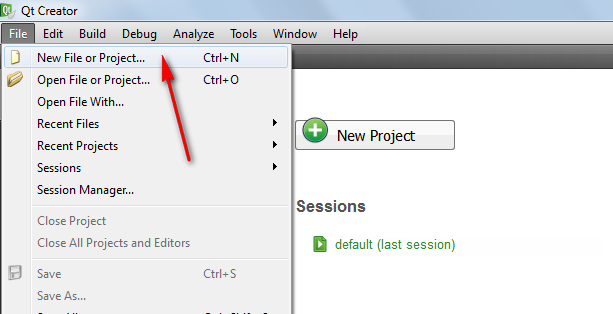 Qt Creator
File Edit Build Debug Analyze Tools Window Help
New File or Project... Ctrl+N
Open File or Project... Ctrl+O
Open File With...
Recent Files
Recent Projects
Sessions
Session Manager...
Close Project
Close All Projects and Editors
Save Ctrl+S
Save As...
New Project
Sessions
default (last session)